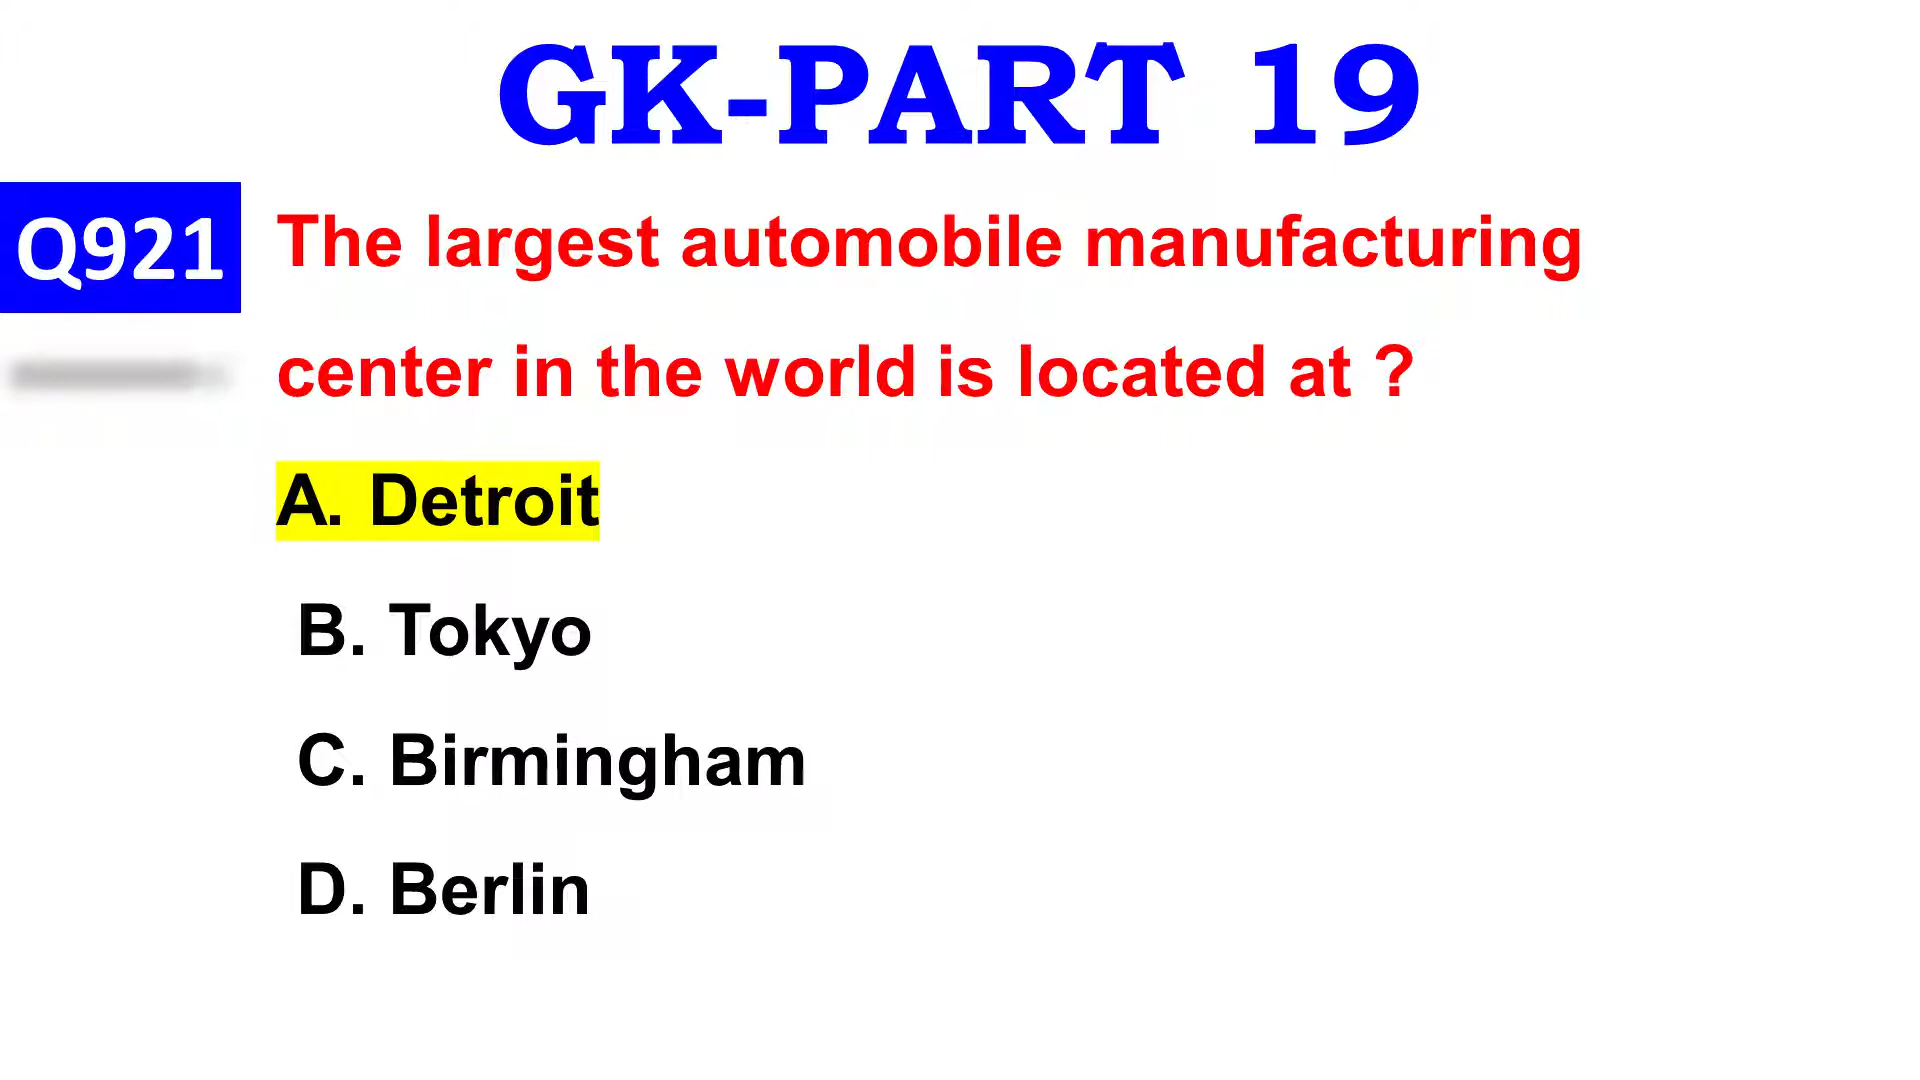 GK-PART 19
Q921
The largest automobile manufacturing
center in the world is located at ?
A. Detroit
B. Tokyo
C. Birmingham
D. Berlin